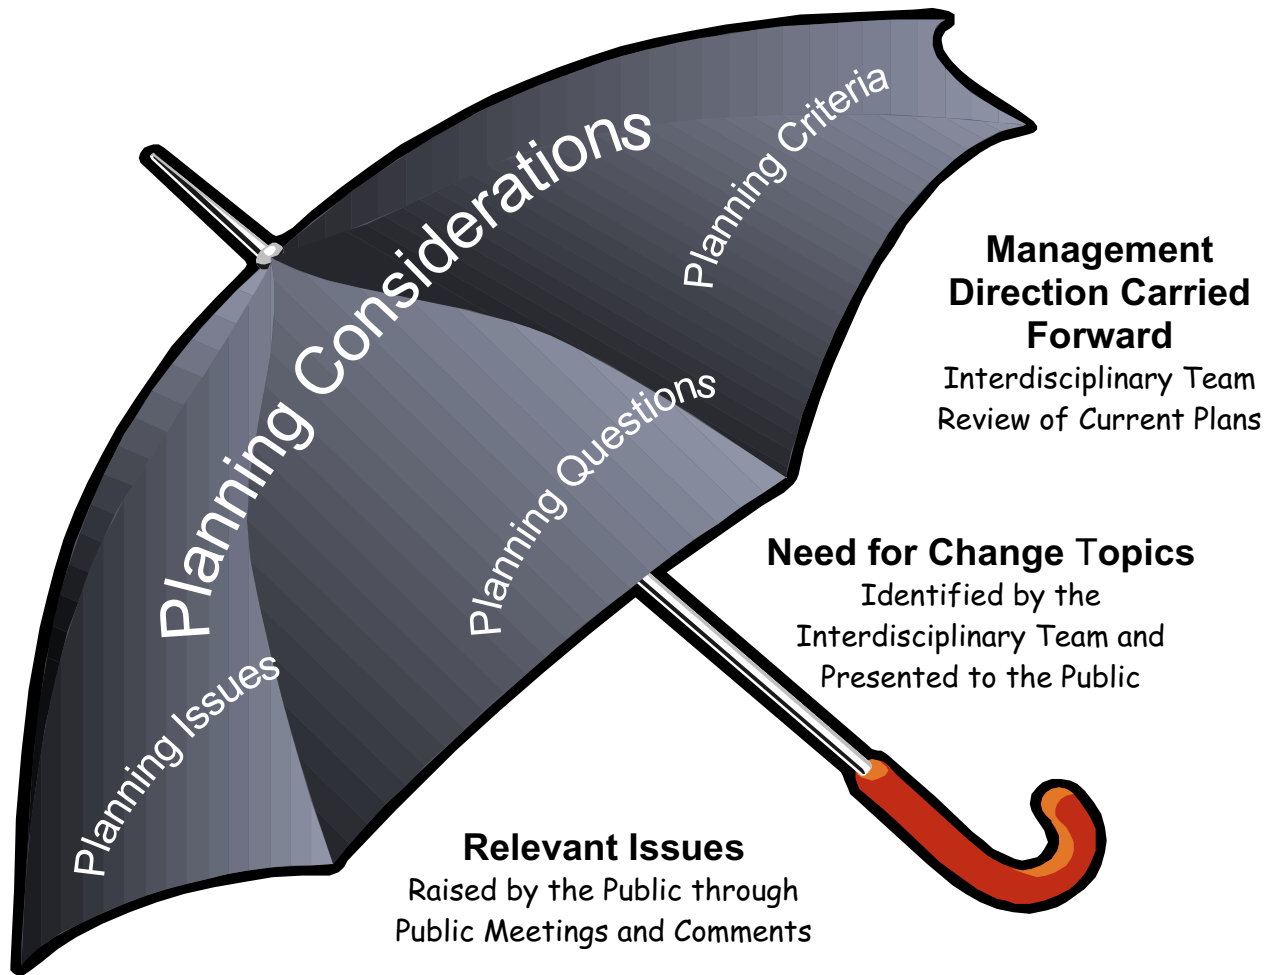 Planning Considerations
Planning Criteria
Planning Questions
Planning Issues
Management
Direction Carried
Forward
Interdisciplinary Team
Review of Current Plans
Need for Change Topics
Identified by the
Interdisciplinary Team and
Presented to the Public
Relevant Issues
Raised by the Public through
Public Meetings and Comments